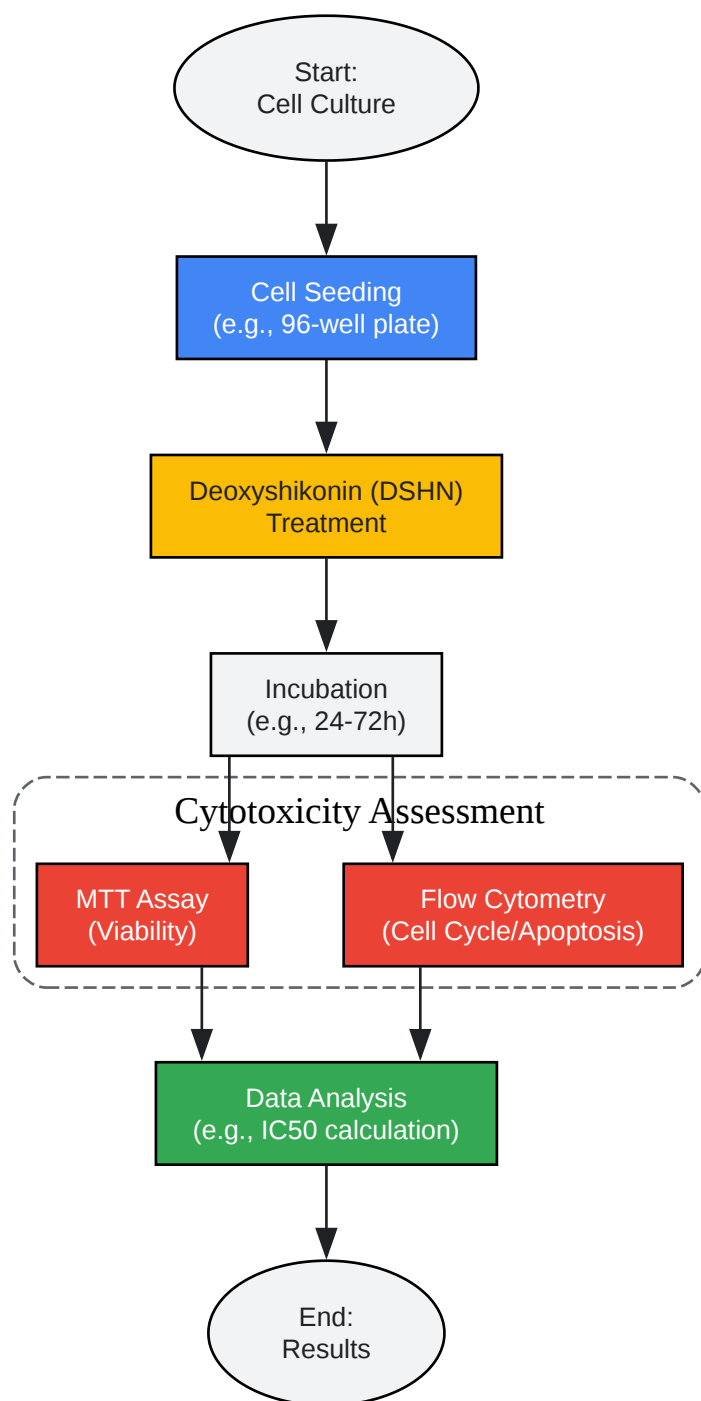 Start:
Cell Culture
Cell Seeding
(e.g., 96-well plate)
Deoxyshikonin (DSHN)
Treatment
Incubation
(e.g., 24-72h)
Cytotoxicity Assessment
MTT Assay
(Viability)
Flow Cytometry
(Cell Cycle/Apoptosis)
Data Analysis
(e.g., IC50 calculation)
End:
Results